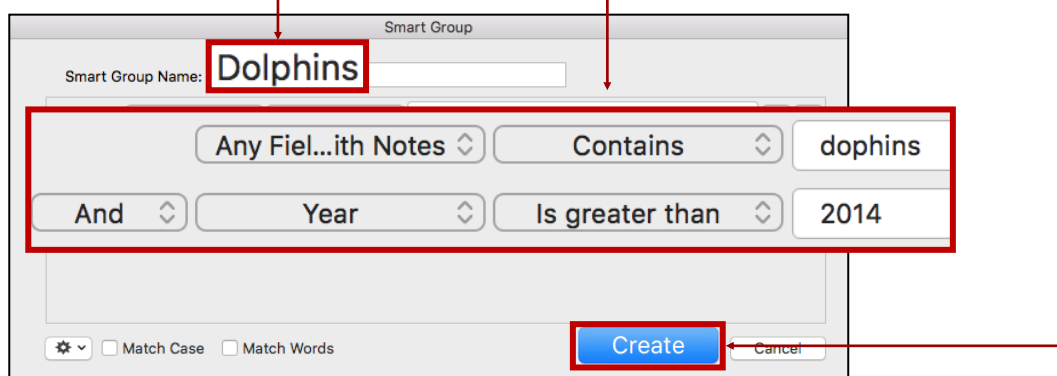 Smart Group
Smart Group Name: Dolphins
Any Fiel...ith Notes Contains dophins
And Year Is greater than 2014
Match Case Match Words Create Cancel